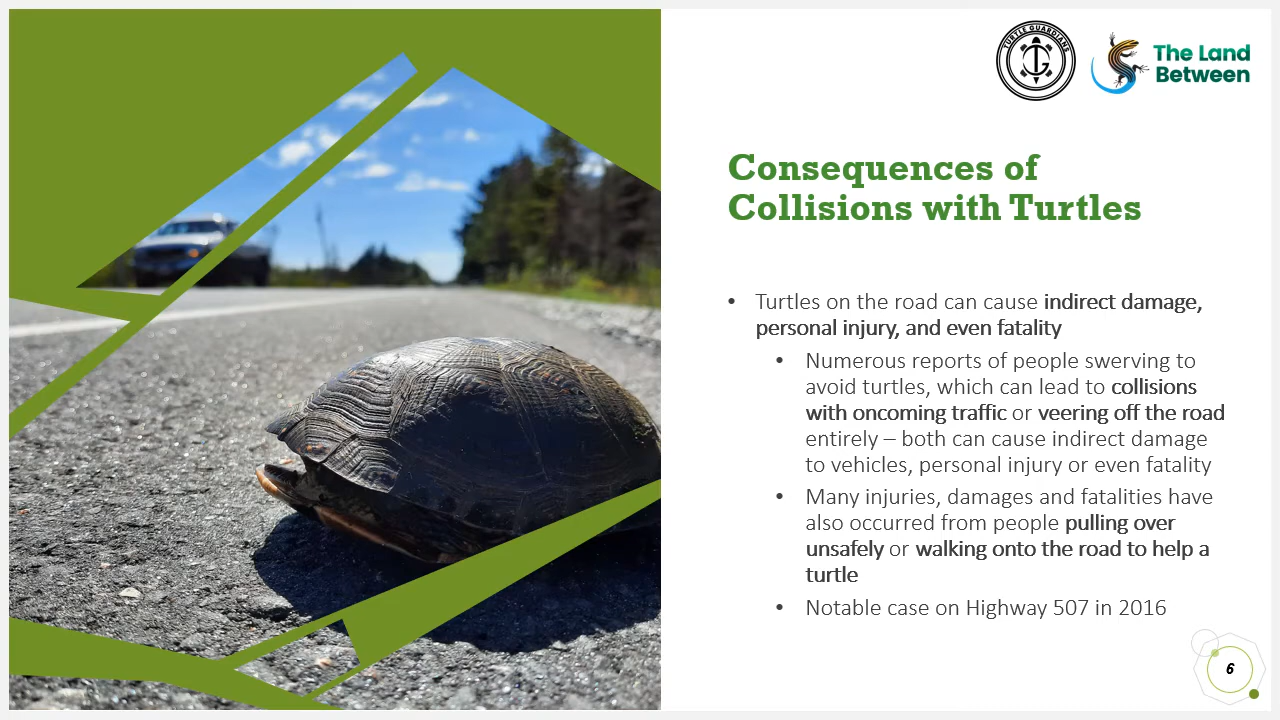 TURTLE GUARDIANS
The Land
Between
Consequences of
Collisions with Turtles
• Turtles on the road can cause indirect damage,
personal injury, and even fatality
• Numerous reports of people swerving to
avoid turtles, which can lead to collisions
with oncoming traffic or veering off the road
entirely – both can cause indirect damage
to vehicles, personal injury or even fatality
• Many injuries, damages and fatalities have
also occurred from people pulling over
unsafely or walking onto the road to help a
turtle
• Notable case on Highway 507 in 2016
6